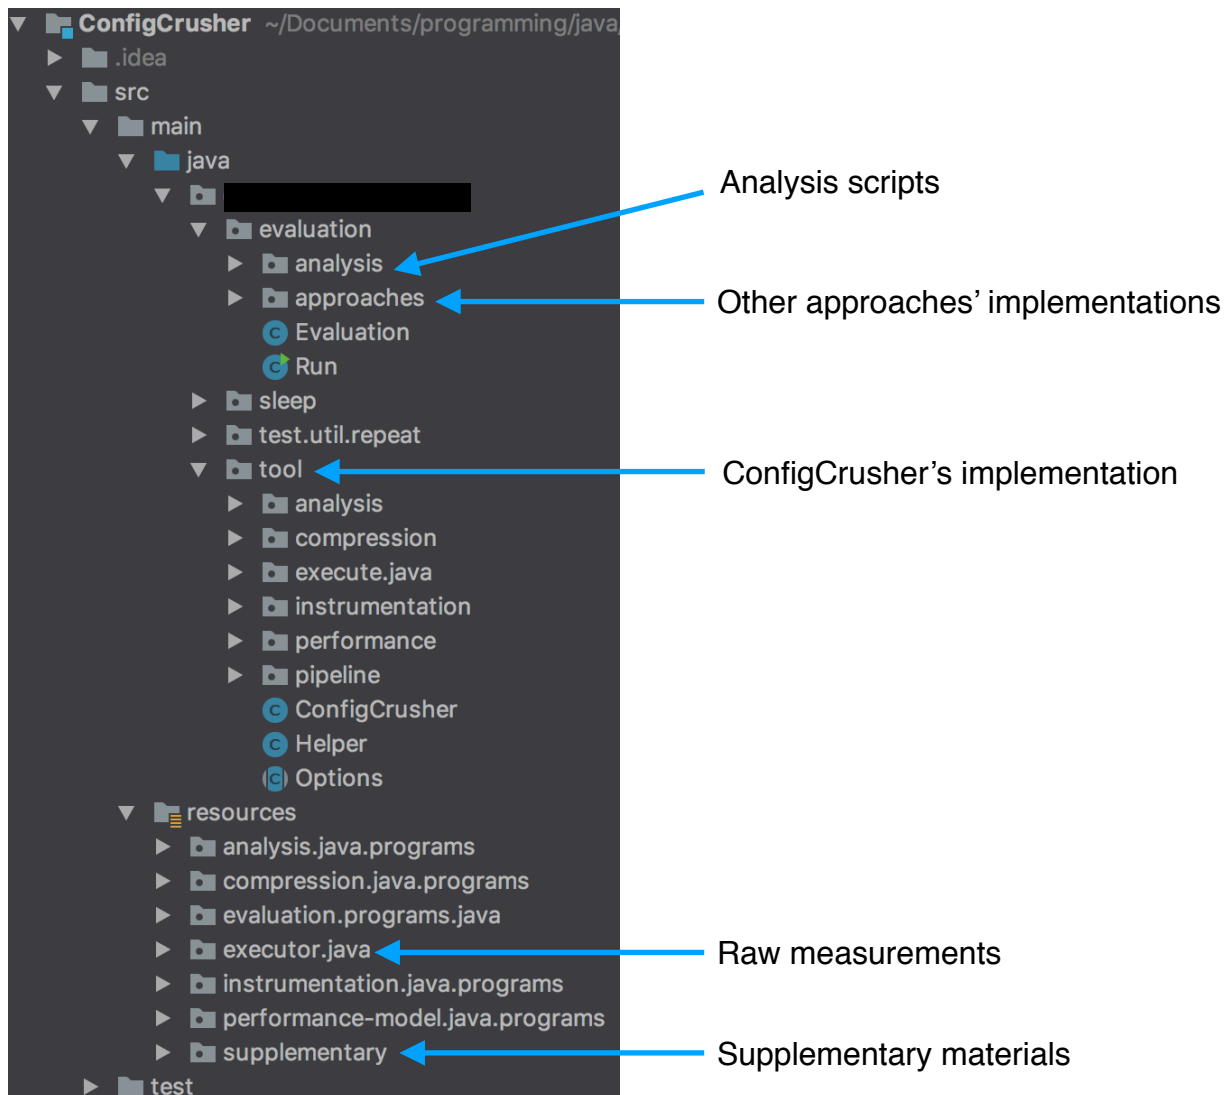 ConfigCrusher ~/Documents/programming/java/
.idea
src
main
java
evaluation
analysis
approaches
Evaluation
Run
sleep
test.util.repeat
tool
analysis
compression
execute.java
instrumentation
performance
pipeline
ConfigCrusher
Helper
Options
resources
analysis.java.programs
compression.java.programs
evaluation.programs.java
executor.java
instrumentation.java.programs
performance-model.java.programs
supplementary
test
Analysis scripts
Other approaches’ implementations
ConfigCrusher’s implementation
Raw measurements
Supplementary materials